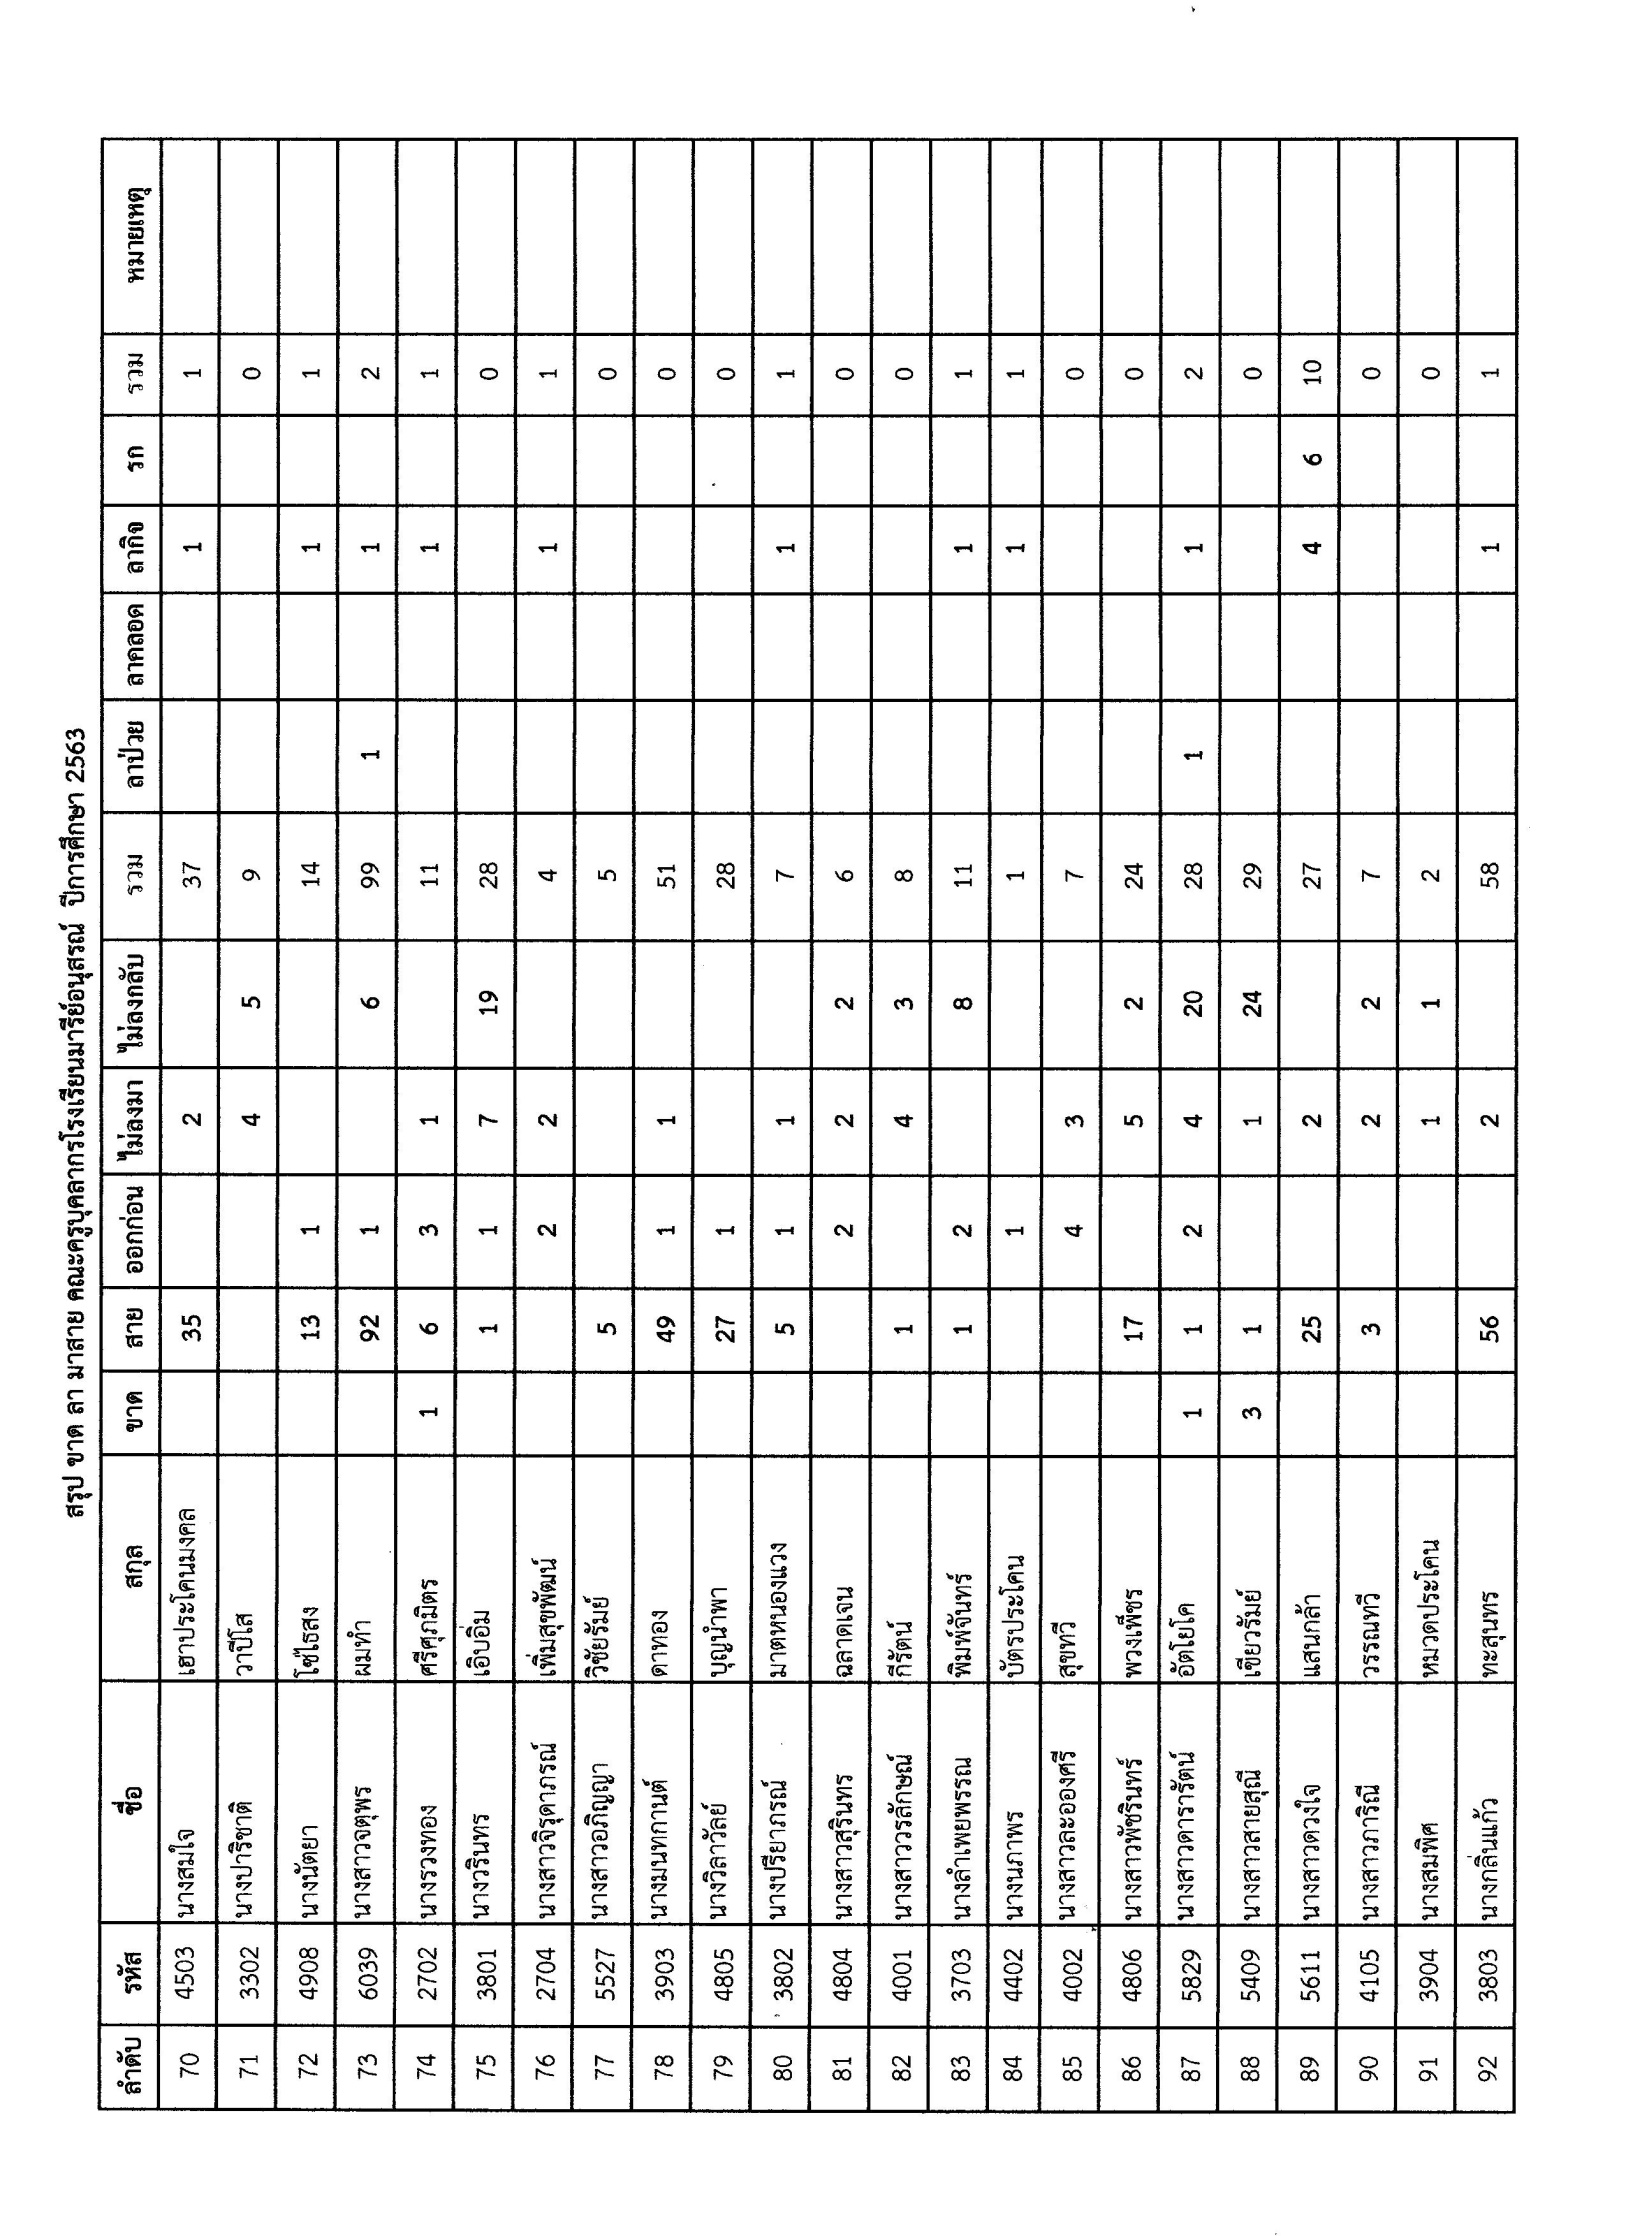 สรุป ขาด ลา มาสาย คณะครูบุคลากรโรงเรียนมารีย์อนุสรณ์ ปีการศึกษา 2563
ลำดับ รหัส ชื่อ สกุล ขาด สาย ออกก่อน ไม่ลงมา ไม่ลงกลับ รวม ลาป่วย ลาคลอด ลากิจ รก รวม หมายเหตุ
70 4503 นางสมใจ เฮาประโคนมงคล 35 2 37 1 1
71 3302 นางปาริชาติ วาปีโส 4 5 9 0
72 4908 นางนัตยา โซ่ไธสง 13 1 14 1 1
73 6039 นางสาวจตุพร ผมทำ 92 1 6 99 1 1 2
74 2702 นางรวงทอง ศรีศุภมิตร 1 6 3 1 11 1 1
75 3801 นางวรินทร เอิบอิ่ม 1 1 7 19 28 0
76 2704 นางสาวจิรุดาภรณ์ เพิ่มสุขพัฒน์ 2 2 4 1 1
77 5527 นางสาวอภิญญา วิชัยรัมย์ 5 5 0
78 3903 นางมนทกานต์ ดาทอง 49 1 1 51 0
79 4805 นางวิลาวัลย์ บุญนำพา 27 1 28 0
80 3802 นางปรียาภรณ์ มาตหนองแวง 5 1 1 7 1 1
81 4804 นางสาวสุรินทร ฉลาดเจน 2 2 2 6 0
82 4001 นางสาววรลักษณ์ กีรัตน์ 1 4 3 8 0
83 3703 นางลำเพยพรรณ พิมพ์จันทร์ 1 2 8 11 1 1
84 4402 นางนภาพร บัตรประโคน 1 1 1 1
85 4002 นางสาวละอองศรี สุขทวี 4 3 7 0
86 4806 นางสาวพัชรินทร์ พวงเพ็ชร 17 5 2 24 0
87 5829 นางสาวดารารัตน์ อัตโยโค 1 1 2 4 20 28 1 1 2
88 5409 นางสาวสายสุณี เขียวรัมย์ 3 1 1 24 29 0
89 5611 นางสาวดวงใจ แสนกล้า 25 2 27 4 6 10
90 4105 นางสาวภาริณี วรรณทวี 3 2 2 7 0
91 3904 นางสมพิศ หมวดประโคน 1 1 2 0
92 3803 นางกลิ่นแก้ว ทะสุนทร 56 2 58 1 1